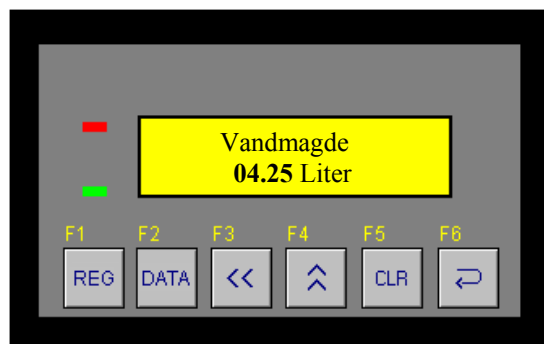 Vandmagde
04.25 Liter
F1 F2 F3 F4 F5 F6
REG DATA << CLR